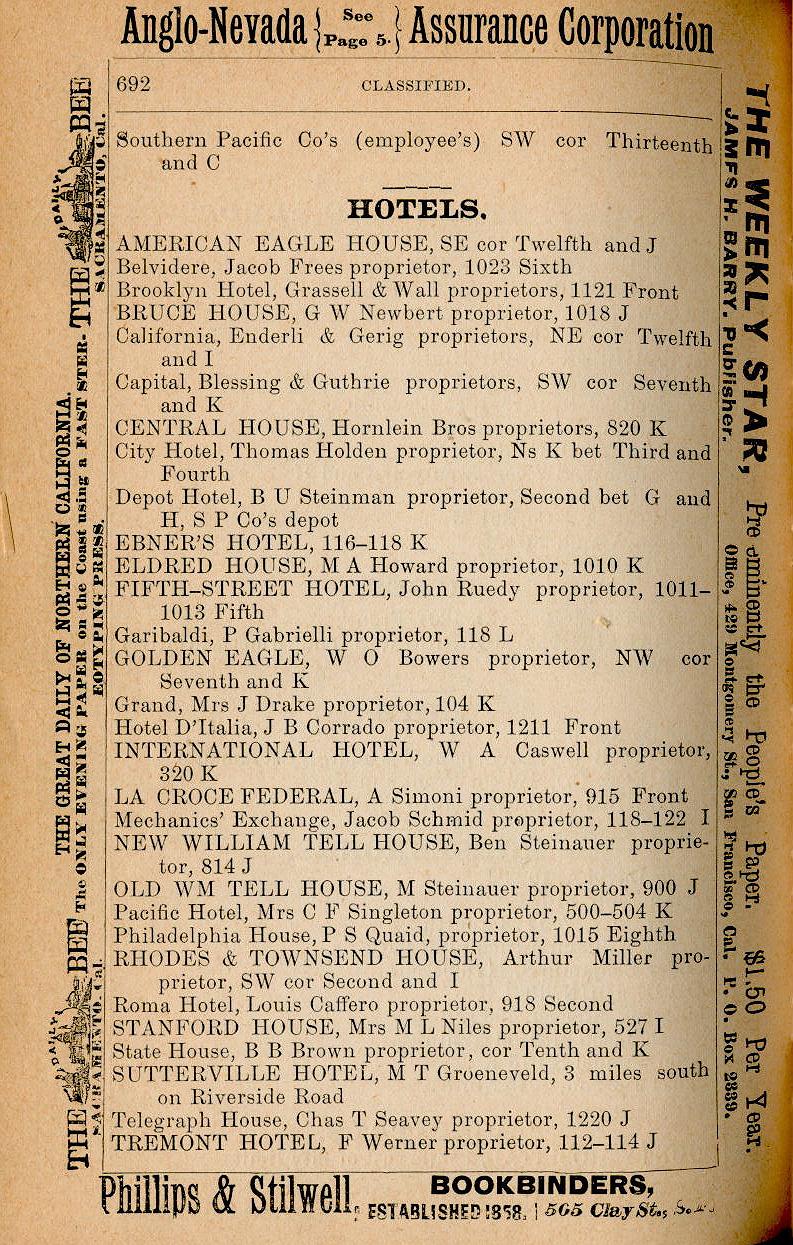 Anglo-Nevada { See Page 5. } Assurance Corporation
692 CLASSIFIED.
Southern Pacific Co's (employee's) SW cor Thirteenth
and C
HOTELS.
AMERICAN EAGLE HOUSE, SE cor Twelfth and J
Belvidere, Jacob Frees proprietor, 1023 Sixth
Brooklyn Hotel, Grassell & Wall proprietors, 1121 Front
BRUCE HOUSE, G W Newbert proprietor, 1018 J
California, Enderli & Gerig proprietors, NE cor Twelfth
and I
Capital, Blessing & Guthrie proprietors, SW cor Seventh
and K
CENTRAL HOUSE, Hornlein Bros proprietors, 820 K
City Hotel, Thomas Holden proprietor, Ns K bet Third and
Fourth
Depot Hotel, B U Steinman proprietor, Second bet G and
H, S P Co's depot
EBNER'S HOTEL, 116–118 K
ELDRED HOUSE, M A Howard proprietor, 1010 K
FIFTH–STREET HOTEL, John Ruedy proprietor, 1011–
1013 Fifth
Garibaldi, P Gabrielli proprietor, 118 L
GOLDEN EAGLE, W O Bowers proprietor, NW cor
Seventh and K
Grand, Mrs J Drake proprietor, 104 K
Hotel D'Italia, J B Corrado proprietor, 1211 Front
INTERNATIONAL HOTEL, W A Caswell proprietor,
320 K
LA CROCE FEDERAL, A Simoni proprietor, 915 Front
Mechanics' Exchange, Jacob Schmid proprietor, 118–122 I
NEW WILLIAM TELL HOUSE, Ben Steinauer proprie-
tor, 814 J
OLD WM TELL HOUSE, M Steinauer proprietor, 900 J
Pacific Hotel, Mrs C F Singleton proprietor, 500–504 K
Philadelphia House, P S Quaid, proprietor, 1015 Eighth
RHODES & TOWNSEND HOUSE, Arthur Miller pro-
prietor, SW cor Second and I
Roma Hotel, Louis Caffero proprietor, 918 Second
STANFORD HOUSE, Mrs M L Niles proprietor, 527 I
State House, B B Brown proprietor, cor Tenth and K
SUTTERVILLE HOTEL, M T Groeneveld, 3 miles south
on Riverside Road
Telegraph House, Chas T Seavey proprietor, 1220 J
TREMONT HOTEL, F Werner proprietor, 112–114 J
THE GREAT DAILY OF NORTHERN CALIFORNIA.
THE DAILY BEE The ONLY EVENING PAPER on the Coast using a FAST STER- THE DAILY BEE
SACRAMENTO, Cal. EOTYPING PRESS. SACRAMENTO, Cal.
THE WEEKLY STAR, Pre eminently the People's Paper. $1.50 Per Year.
JAMES H. BARRY, Publisher. Office, 429 Montgomery St., San Francisco, Cal. P. O. Box 2339.
Phillips & Stilwell, BOOKBINDERS,
ESTABLISHED 1858. | 505 Clay St.,